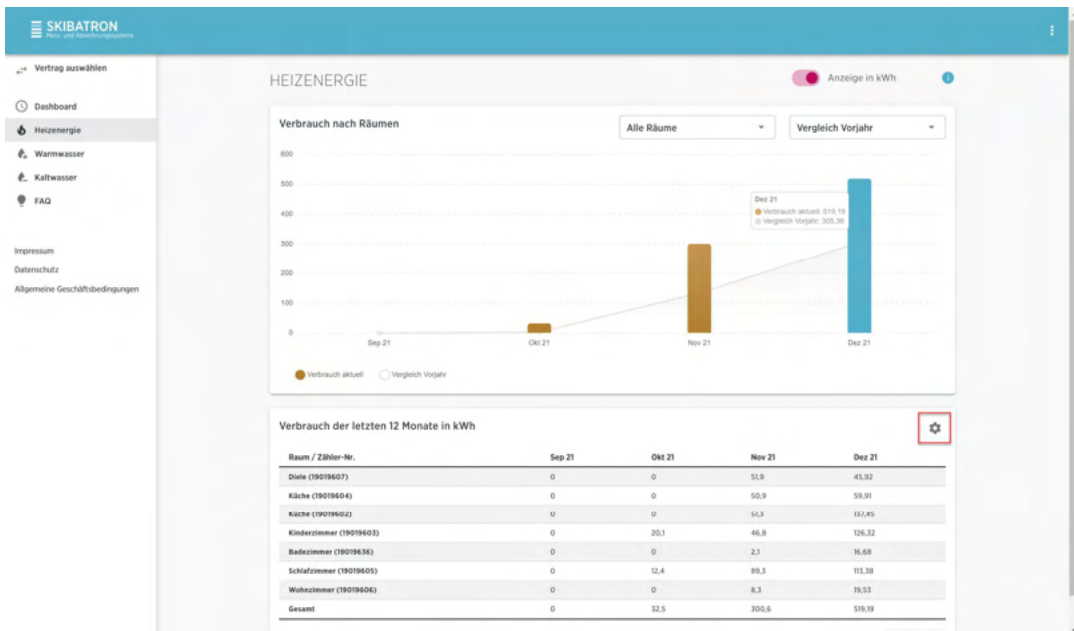 SKIBATRON
Mess- und Abrechnungssysteme
Vertrag auswählen
Dashboard
Heizenergie
Warmwasser
Kaltwasser
FAQ
Impressum
Datenschutz
Allgemeine Geschäftsbedingungen
HEIZENERGIE
Anzeige in kWh
Verbrauch nach Räumen
Alle Räume
Vergleich Vorjahr
600
500
400
300
200
100
0
Dez 21
Verbrauch aktuell: 519,19
Vergleich Vorjahr: 305,36
Sep 21 Okt 21 Nov 21 Dez 21
Verbrauch aktuell Vergleich Vorjahr
Verbrauch der letzten 12 Monate in kWh
Raum / Zähler-Nr. Sep 21 Okt 21 Nov 21 Dez 21
Diele (19019607) 0 0 51,9 45,92
Küche (19019604) 0 0 50,9 59,91
Küche (19019602) 0 0 51,3 137,45
Kinderzimmer (19019603) 0 20,1 46,8 126,32
Badezimmer (19019636) 0 0 2,1 16,68
Schlafzimmer (19019605) 0 12,4 89,3 113,38
Wohnzimmer (19019606) 0 0 8,3 19,53
Gesamt 0 32,5 300,6 519,19